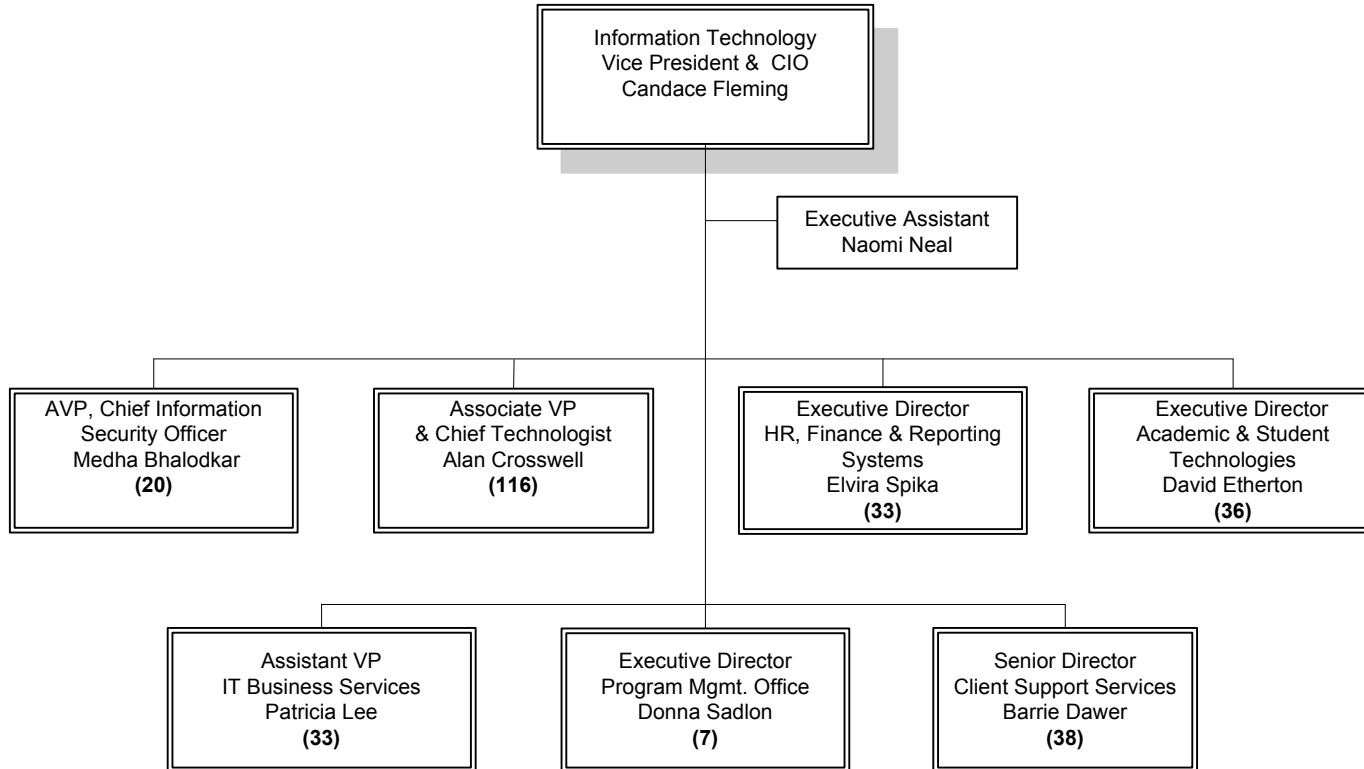 Information Technology
Vice President & CIO
Candace Fleming
Executive Assistant
Naomi Neal
AVP, Chief Information
Security Officer
Medha Bhalodkar
(20)
Associate VP
& Chief Technologist
Alan Crosswell
(116)
Executive Director
HR, Finance & Reporting
Systems
Elvira Spika
(33)
Executive Director
Academic & Student
Technologies
David Etherton
(36)
Assistant VP
IT Business Services
Patricia Lee
(33)
Executive Director
Program Mgmt. Office
Donna Sadlon
(7)
Senior Director
Client Support Services
Barrie Dawer
(38)